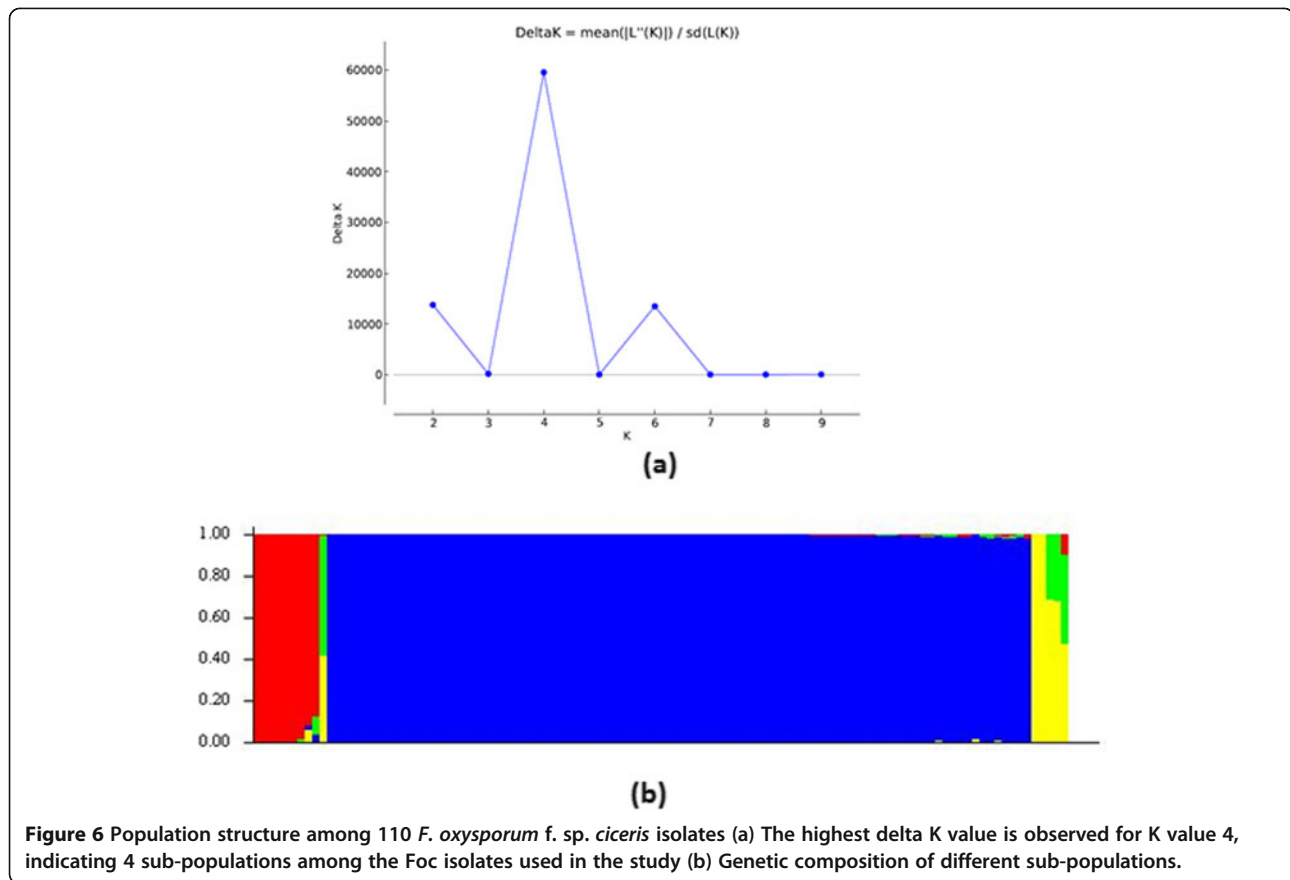 DeltaK = mean(|L''(K)|) / sd(L(K))
60000
50000
40000
30000
20000
10000
0
Delta K
2 3 4 5 6 7 8 9
K
(a)
1.00
0.80
0.60
0.40
0.20
0.00
(b)
Figure 6 Population structure among 110 F. oxysporum f. sp. ciceris isolates (a) The highest delta K value is observed for K value 4,
indicating 4 sub-populations among the Foc isolates used in the study (b) Genetic composition of different sub-populations.